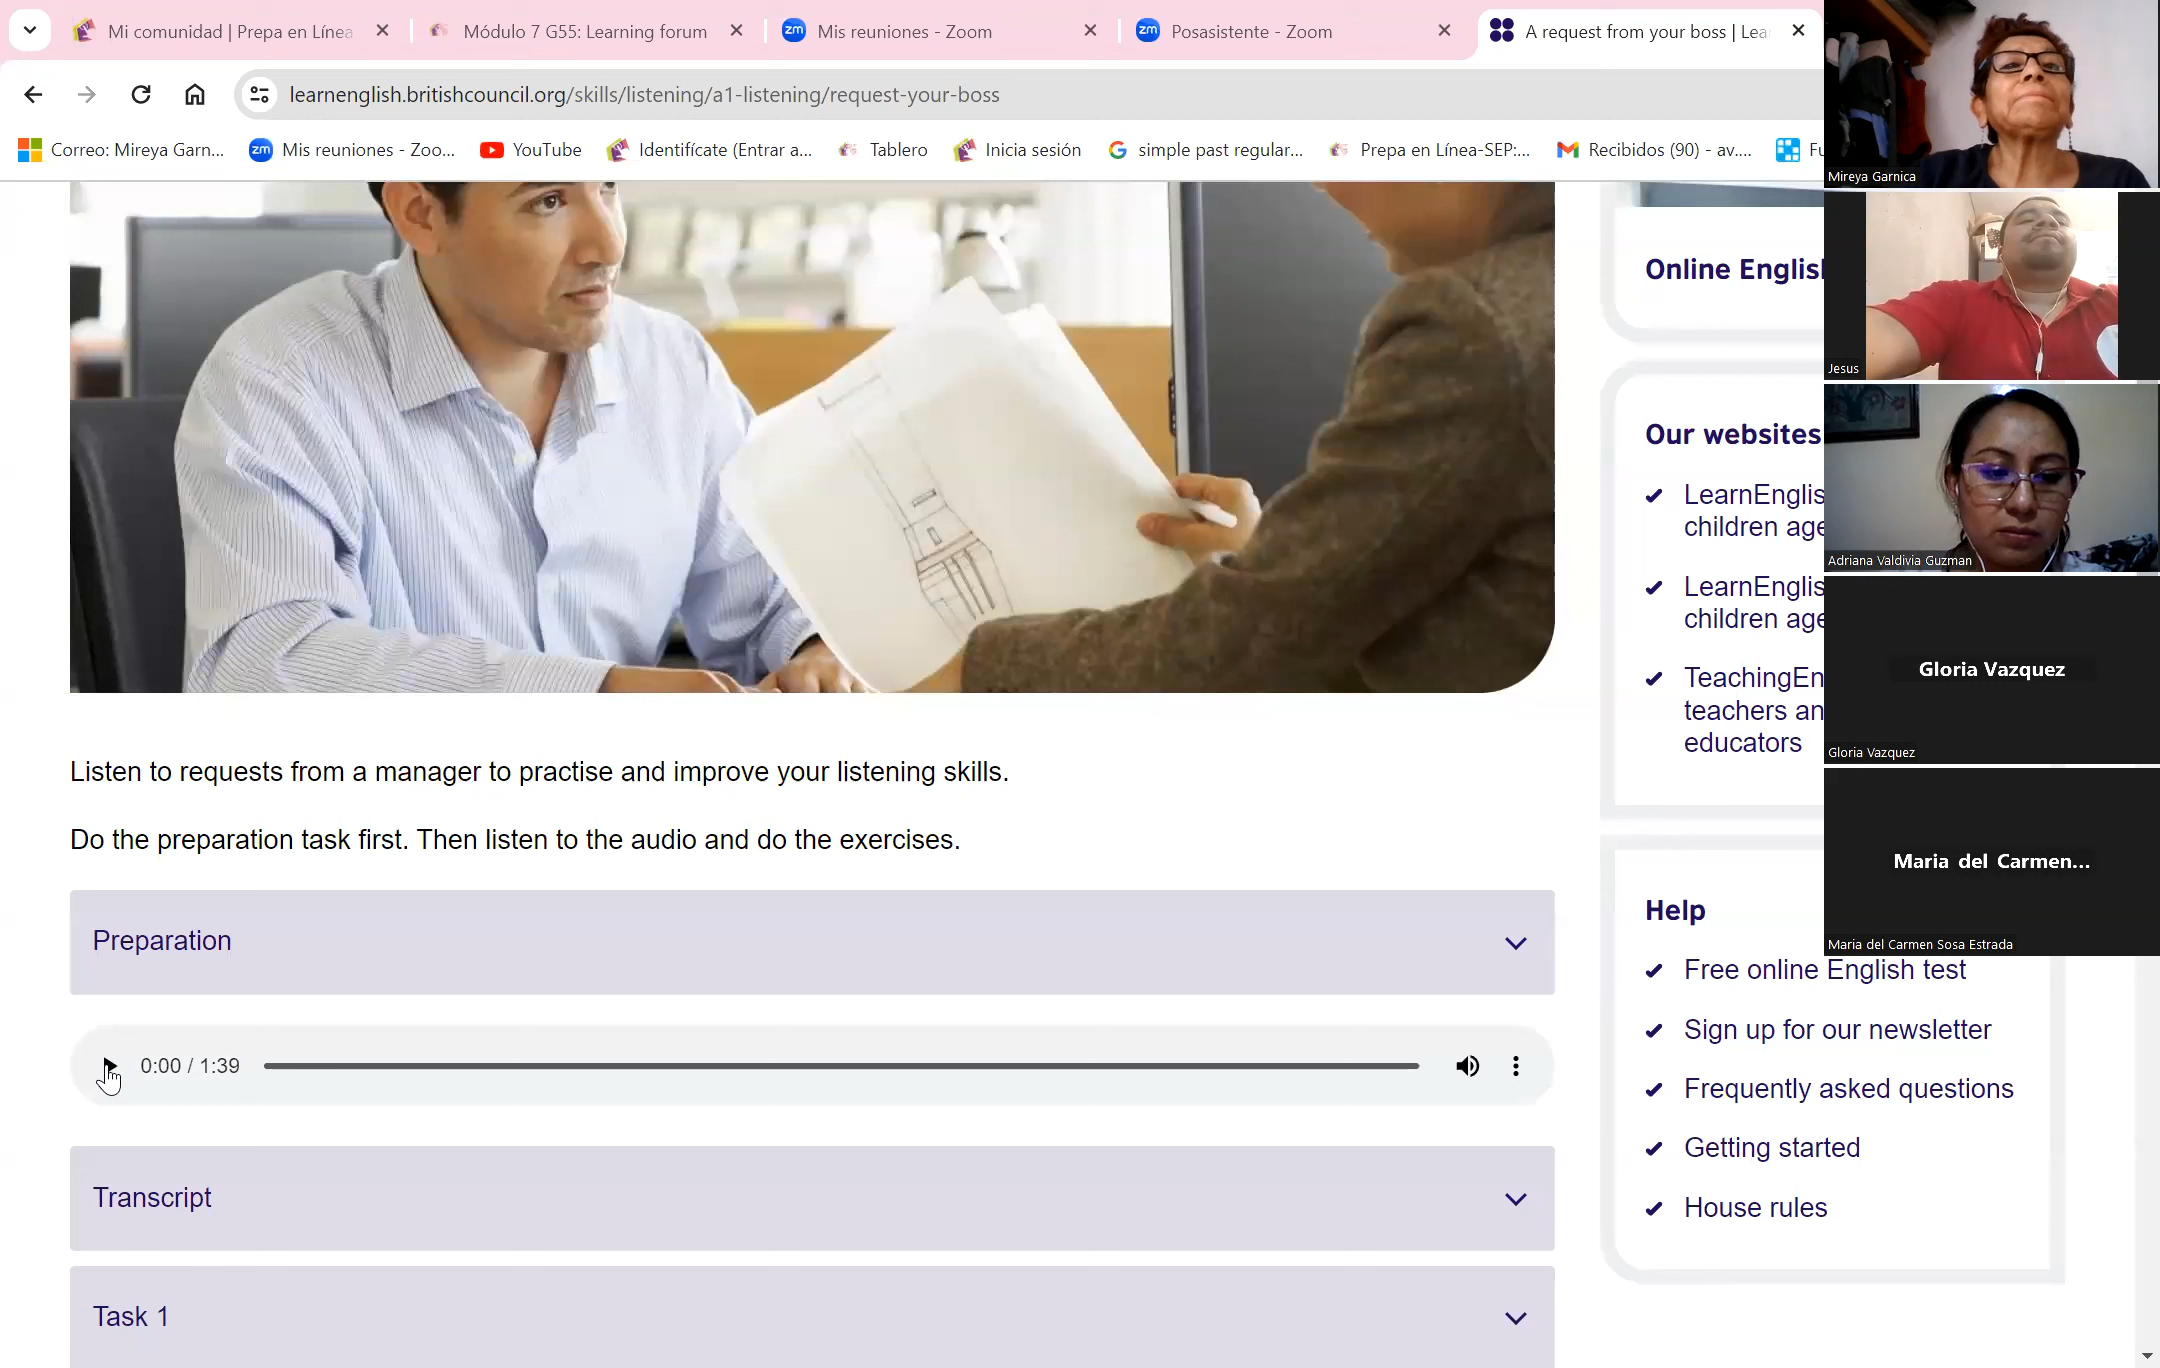 Mi comunidad | Prepa en Línea
Módulo 7 G55: Learning forum
zm Mis reuniones - Zoom
zm Posasistente - Zoom
A request from your boss | Lea
learnenglish.britishcouncil.org/skills/listening/a1-listening/request-your-boss
Correo: Mireya Garn...
zm Mis reuniones - Zoo...
YouTube
Identifícate (Entrar a...
Tablero
Inicia sesión
G simple past regular...
Prepa en Línea-SEP:...
Recibidos (90) - av....
Fu
Mireya Garnica
Jesus
Adriana Valdivia Guzman
Gloria Vazquez
Gloria Vazquez
Maria del Carmen...
Maria del Carmen Sosa Estrada
Listen to requests from a manager to practise and improve your listening skills.
Do the preparation task first. Then listen to the audio and do the exercises.
Preparation
0:00 / 1:39
Transcript
Task 1
Online English
Our websites
LearnEnglis
children age
LearnEnglis
children age
TeachingEn
teachers an
educators
Help
Free online English test
Sign up for our newsletter
Frequently asked questions
Getting started
House rules